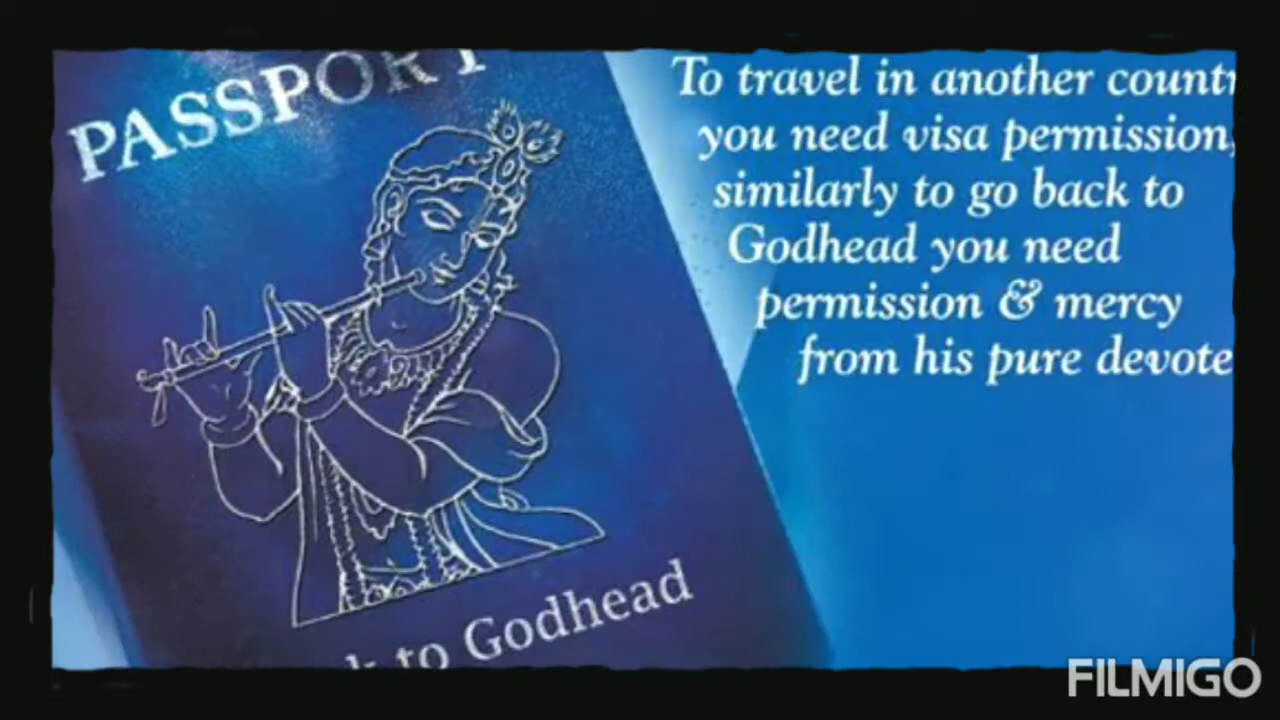 PASSPORT
to Godhead
To travel in another countr
you need visa permission,
similarly to go back to
Godhead you need
permission & mercy
from his pure devote
FILMIGO